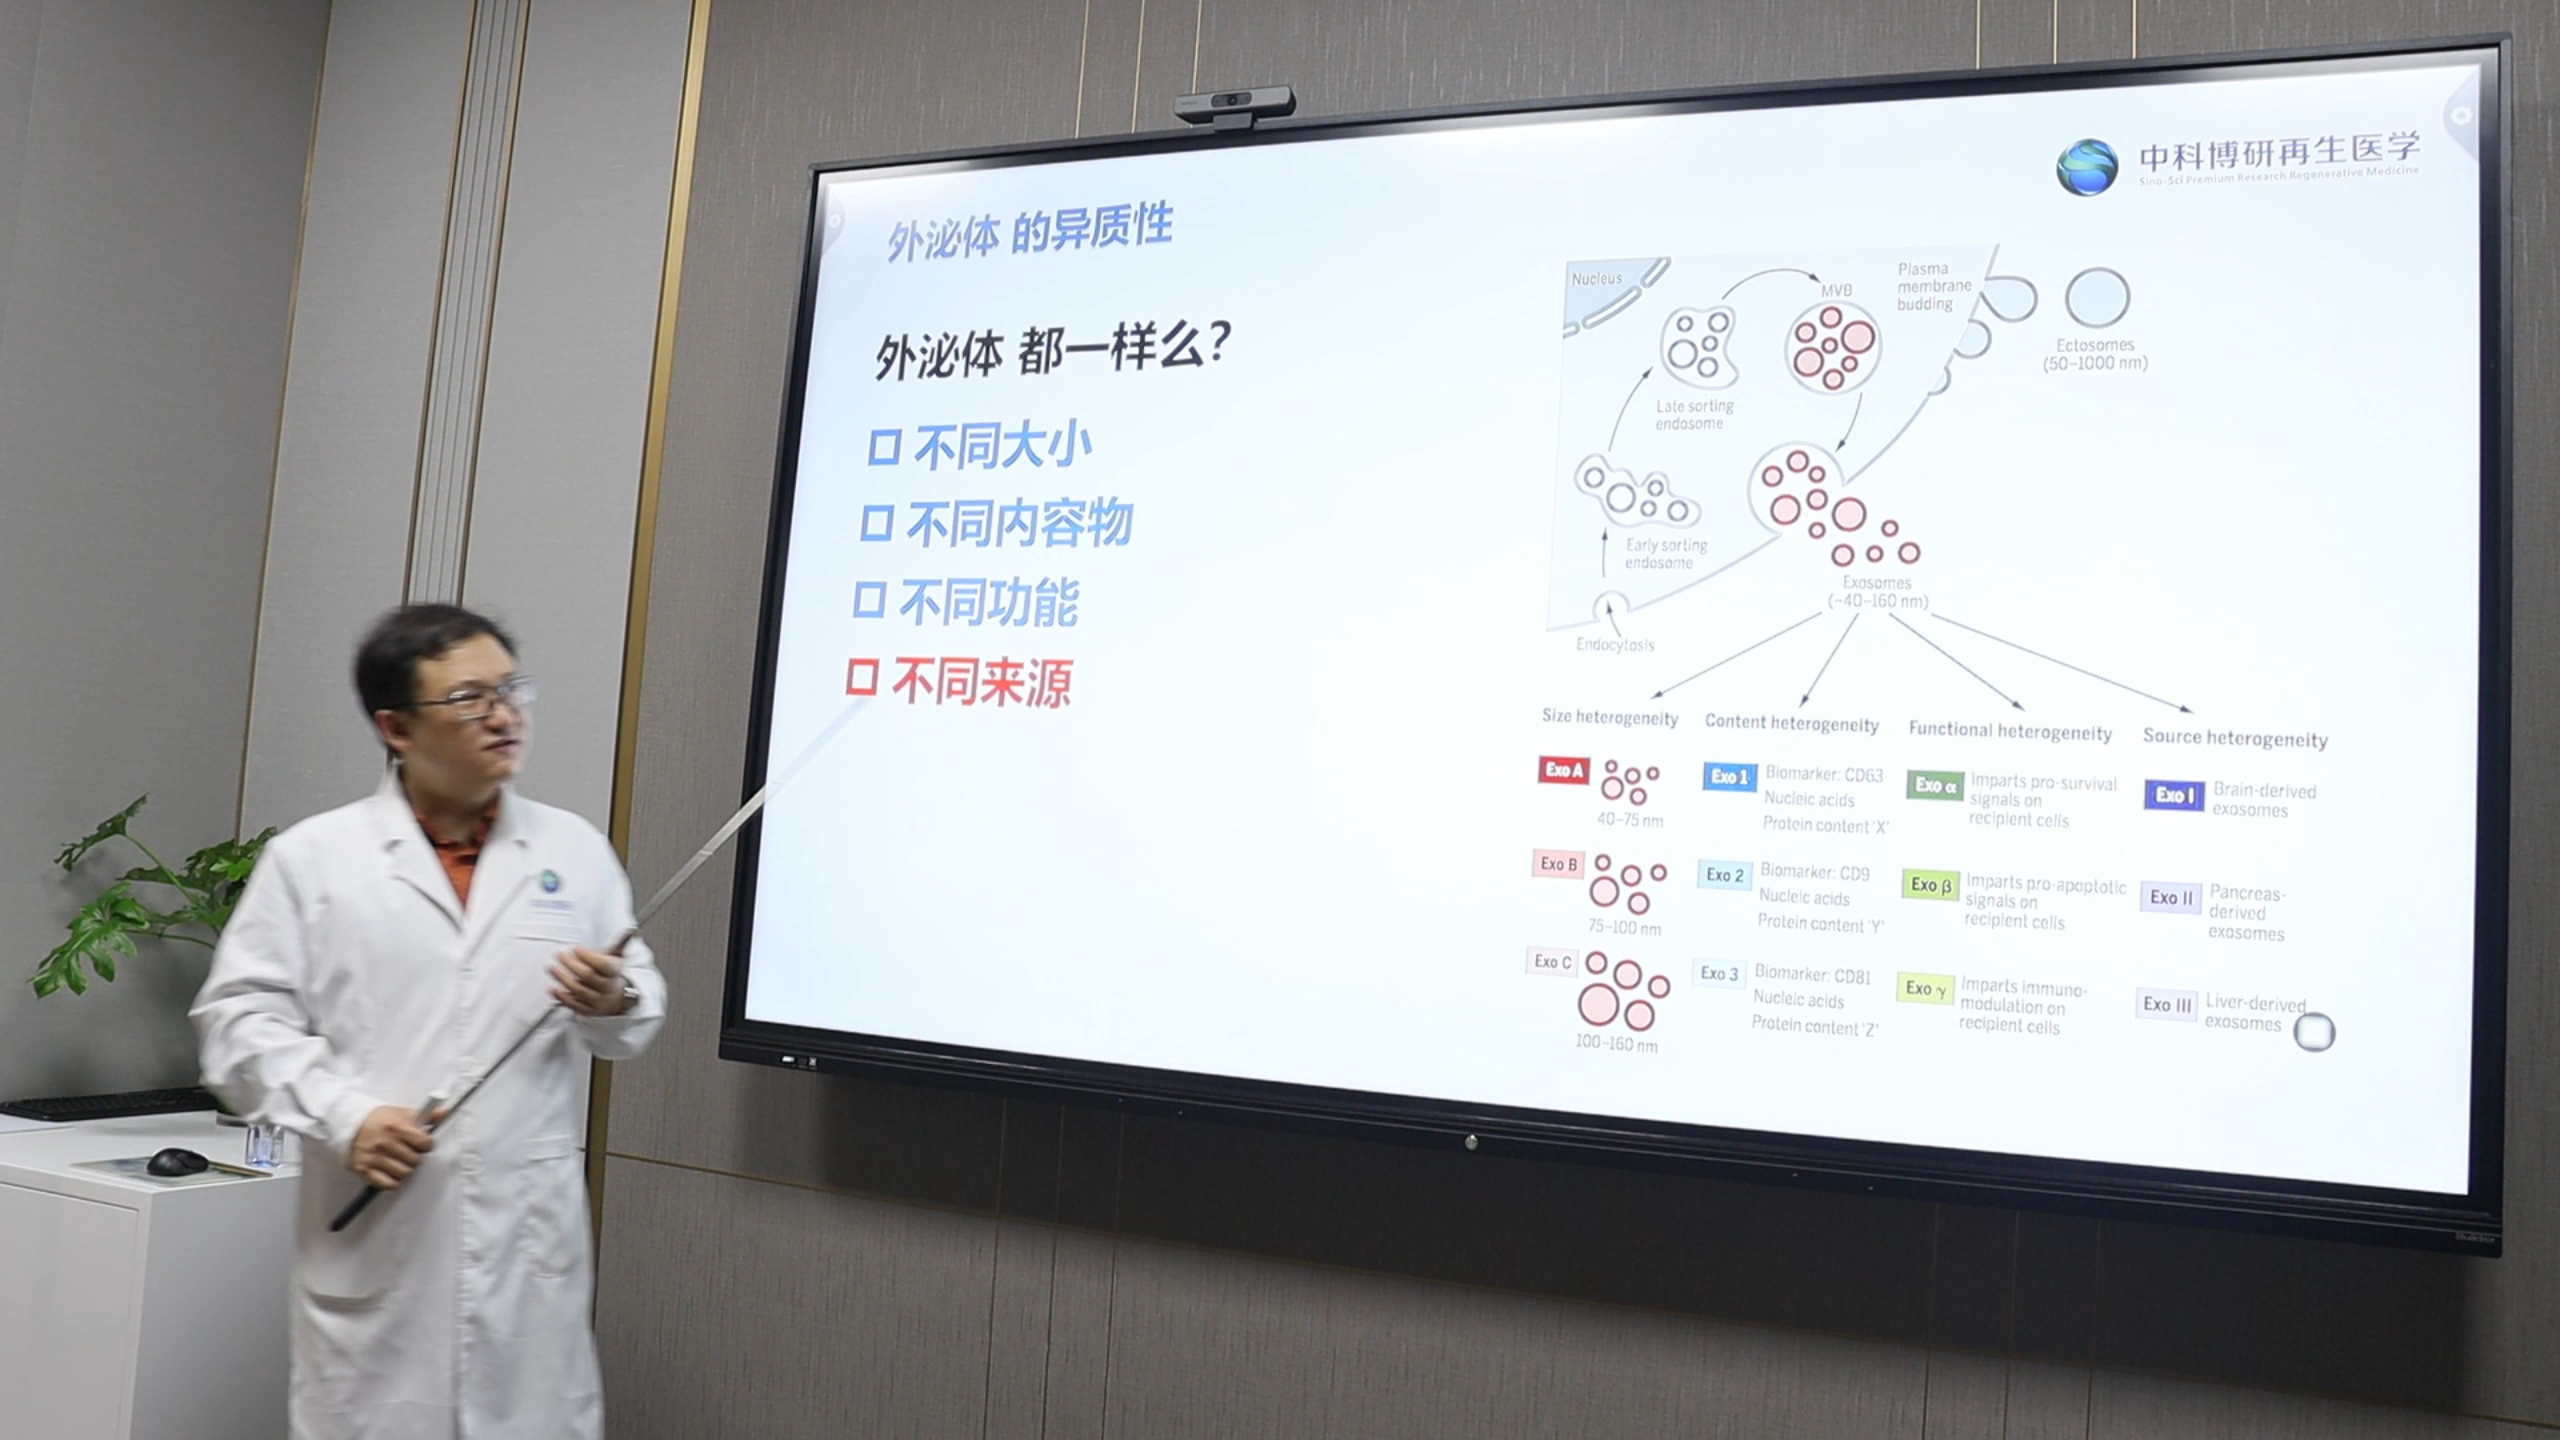 中科博研再生医学
Sino-Sci Premium Research Regenerative Medicine
外泌体 的异质性
外泌体 都一样么?
不同大小
不同内容物
不同功能
不同来源
Nucleus
MVB
Plasma
membrane
budding
Ectosomes
(50–1000 nm)
Late sorting
endosome
Early sorting
endosome
Exosomes
(~40–160 nm)
Endocytosis
Size heterogeneity
Exo A
40–75 nm
Exo B
75–100 nm
Exo C
100–160 nm
Content heterogeneity
Exo 1
Biomarker: CD63
Nucleic acids
Protein content 'X'
Exo 2
Biomarker: CD9
Nucleic acids
Protein content 'Y'
Exo 3
Biomarker: CD81
Nucleic acids
Protein content 'Z'
Functional heterogeneity
Exo α
Imparts pro-survival
signals on
recipient cells
Exo β
Imparts pro-apoptotic
signals on
recipient cells
Exo γ
Imparts immuno-
modulation on
recipient cells
Source heterogeneity
Exo I
Brain-derived
exosomes
Exo II
Pancreas-
derived
exosomes
Exo III
Liver-derived
exosomes